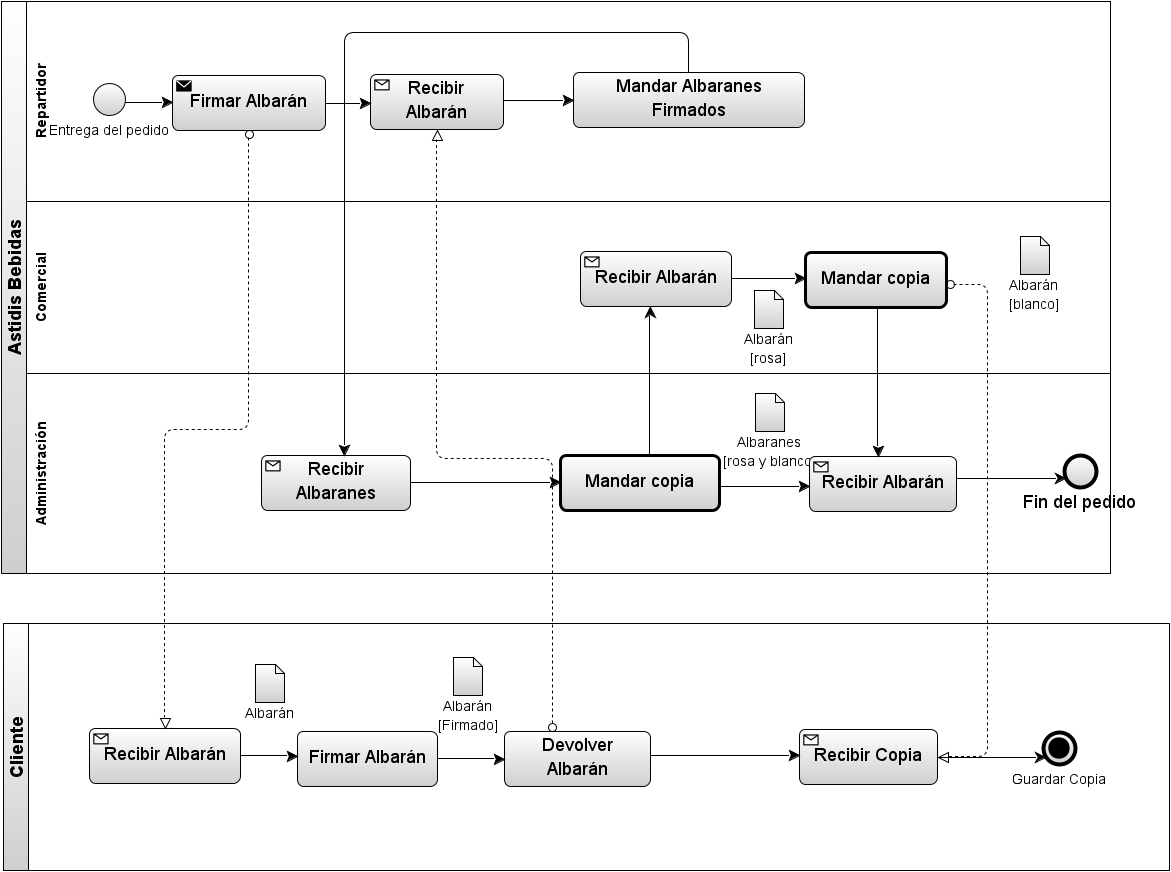 Astidis Bebidas
Repartidor
Entrega del pedido
Firmar Albarán
Recibir
Albarán
Mandar Albaranes
Firmados
Comercial
Recibir Albarán
Albarán
[rosa]
Mandar copia
Albarán
[blanco]
Administración
Recibir
Albaranes
Mandar copia
Albaranes
[rosa y blanco
Recibir Albarán
Fin del pedido
Cliente
Recibir Albarán
Albarán
Firmar Albarán
Albarán
[Firmado]
Devolver
Albarán
Recibir Copia
Guardar Copia